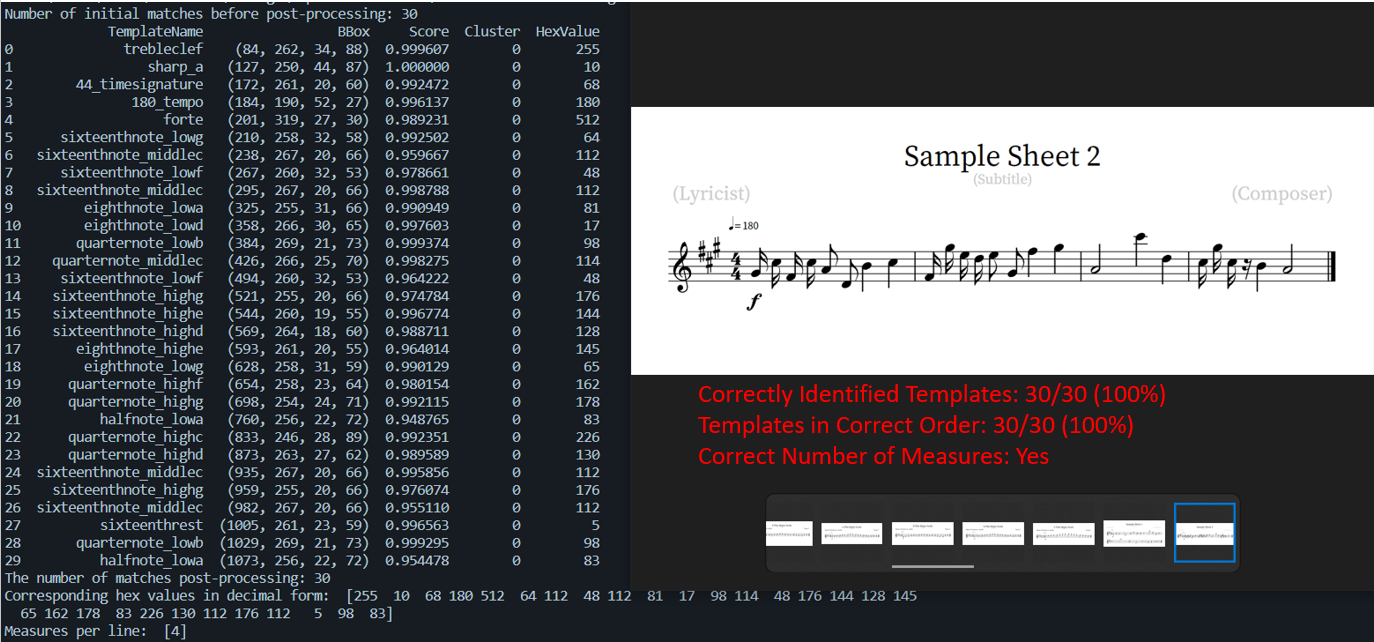 Number of initial matches before post-processing: 30
TemplateName BBox Score Cluster HexValue
0 trebleclef (84, 262, 34, 88) 0.999607 0 255
1 sharp_a (127, 250, 44, 87) 1.000000 0 10
2 44_timesignature (172, 261, 20, 60) 0.992472 0 68
3 180_tempo (184, 190, 52, 27) 0.996137 0 180
4 forte (201, 319, 27, 30) 0.989231 0 512
5 sixteenthnote_lowg (210, 258, 32, 58) 0.992502 0 64
6 sixteenthnote_middlec (238, 267, 20, 66) 0.959667 0 112
7 sixteenthnote_lowf (267, 260, 32, 53) 0.978661 0 48
8 sixteenthnote_middlec (295, 267, 20, 66) 0.998788 0 112
9 eighthnote_lowa (325, 255, 31, 66) 0.990949 0 81
10 eighthnote_lowd (358, 266, 30, 65) 0.997603 0 17
11 quarternote_lowb (384, 269, 21, 73) 0.999374 0 98
12 quarternote_middlec (426, 266, 25, 70) 0.998275 0 114
13 sixteenthnote_lowf (494, 260, 32, 53) 0.964222 0 48
14 sixteenthnote_highg (521, 255, 20, 66) 0.974784 0 176
15 sixteenthnote_highe (544, 260, 19, 55) 0.996774 0 144
16 sixteenthnote_highd (569, 264, 18, 60) 0.988711 0 128
17 eighthnote_highe (593, 261, 20, 55) 0.964014 0 145
18 eighthnote_lowg (628, 258, 31, 59) 0.990129 0 65
19 quarternote_highf (654, 258, 23, 64) 0.980154 0 162
20 quarternote_highg (698, 254, 24, 71) 0.992115 0 178
21 halfnote_lowa (760, 256, 22, 72) 0.948765 0 83
22 quarternote_highc (833, 246, 28, 89) 0.992351 0 226
23 quarternote_highd (873, 263, 27, 62) 0.989589 0 130
24 sixteenthnote_middlec (935, 267, 20, 66) 0.995856 0 112
25 sixteenthnote_highg (959, 255, 20, 66) 0.976074 0 176
26 sixteenthnote_middlec (982, 267, 20, 66) 0.955110 0 112
27 sixteenthrest (1005, 261, 23, 59) 0.996563 0 5
28 quarternote_lowb (1029, 269, 21, 73) 0.999295 0 98
29 halfnote_lowa (1073, 256, 22, 72) 0.954478 0 83
The number of matches post-processing: 30
Corresponding hex values in decimal form: [255 10 68 180 512 64 112 48 112 81 17 98 114 48 176 144 128 145
65 162 178 83 226 130 112 176 112 5 98 83]
Measures per line: [4]
Sample Sheet 2
(Subtitle)
(Lyricist)
(Composer)
= 180
4
4
f
Correctly Identified Templates: 30/30 (100%)
Templates in Correct Order: 30/30 (100%)
Correct Number of Measures: Yes